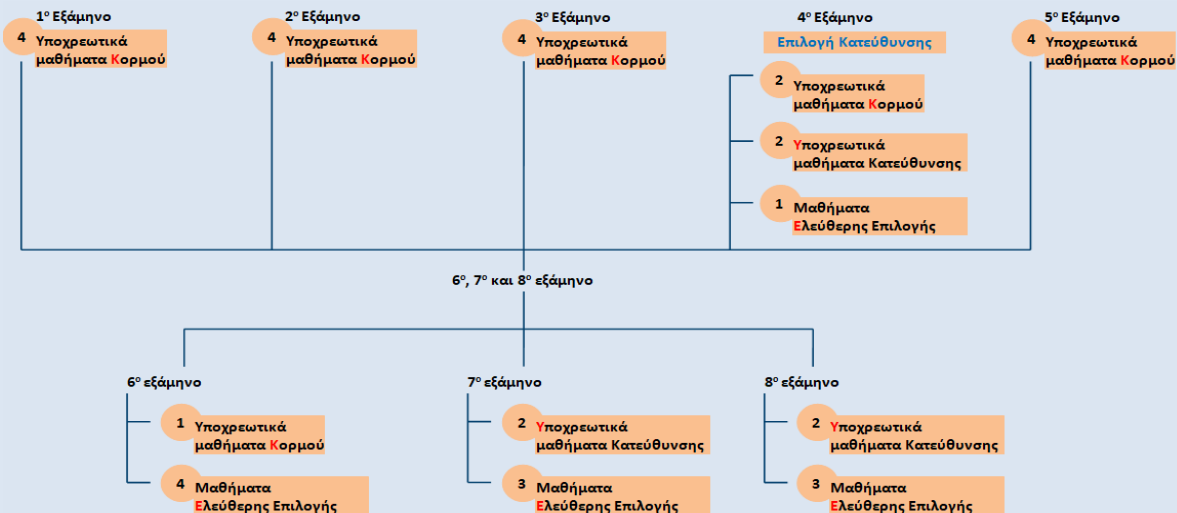 1ο Εξάμηνο
4 Υποχρεωτικά
μαθήματα Κορμού
2ο Εξάμηνο
4 Υποχρεωτικά
μαθήματα Κορμού
3ο Εξάμηνο
4 Υποχρεωτικά
μαθήματα Κορμού
4ο Εξάμηνο
Επιλογή Κατεύθυνσης
2 Υποχρεωτικά
μαθήματα Κορμού
2 Υποχρεωτικά
μαθήματα Κατεύθυνσης
1 Μαθήματα
Ελεύθερης Επιλογής
5ο Εξάμηνο
4 Υποχρεωτικά
μαθήματα Κορμού
6ο, 7ο και 8ο εξάμηνο
6ο εξάμηνο
1 Υποχρεωτικά
μαθήματα Κορμού
4 Μαθήματα
Ελεύθερης Επιλογής
7ο εξάμηνο
2 Υποχρεωτικά
μαθήματα Κατεύθυνσης
3 Μαθήματα
Ελεύθερης Επιλογής
8ο εξάμηνο
2 Υποχρεωτικά
μαθήματα Κατεύθυνσης
3 Μαθήματα
Ελεύθερης Επιλογής